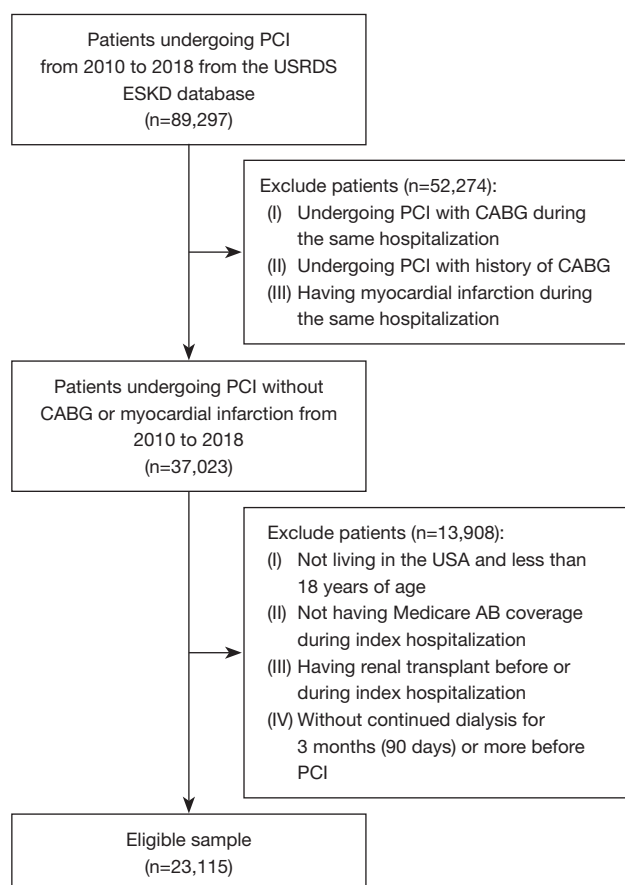 Patients undergoing PCI
from 2010 to 2018 from the USRDS
ESKD database
(n=89,297)
Exclude patients (n=52,274):
(I) Undergoing PCI with CABG during
the same hospitalization
(II) Undergoing PCI with history of CABG
(III) Having myocardial infarction during
the same hospitalization
Patients undergoing PCI without
CABG or myocardial infarction from
2010 to 2018
(n=37,023)
Exclude patients (n=13,908):
(I) Not living in the USA and less than
18 years of age
(II) Not having Medicare AB coverage
during index hospitalization
(III) Having renal transplant before or
during index hospitalization
(IV) Without continued dialysis for
3 months (90 days) or more before
PCI
Eligible sample
(n=23,115)